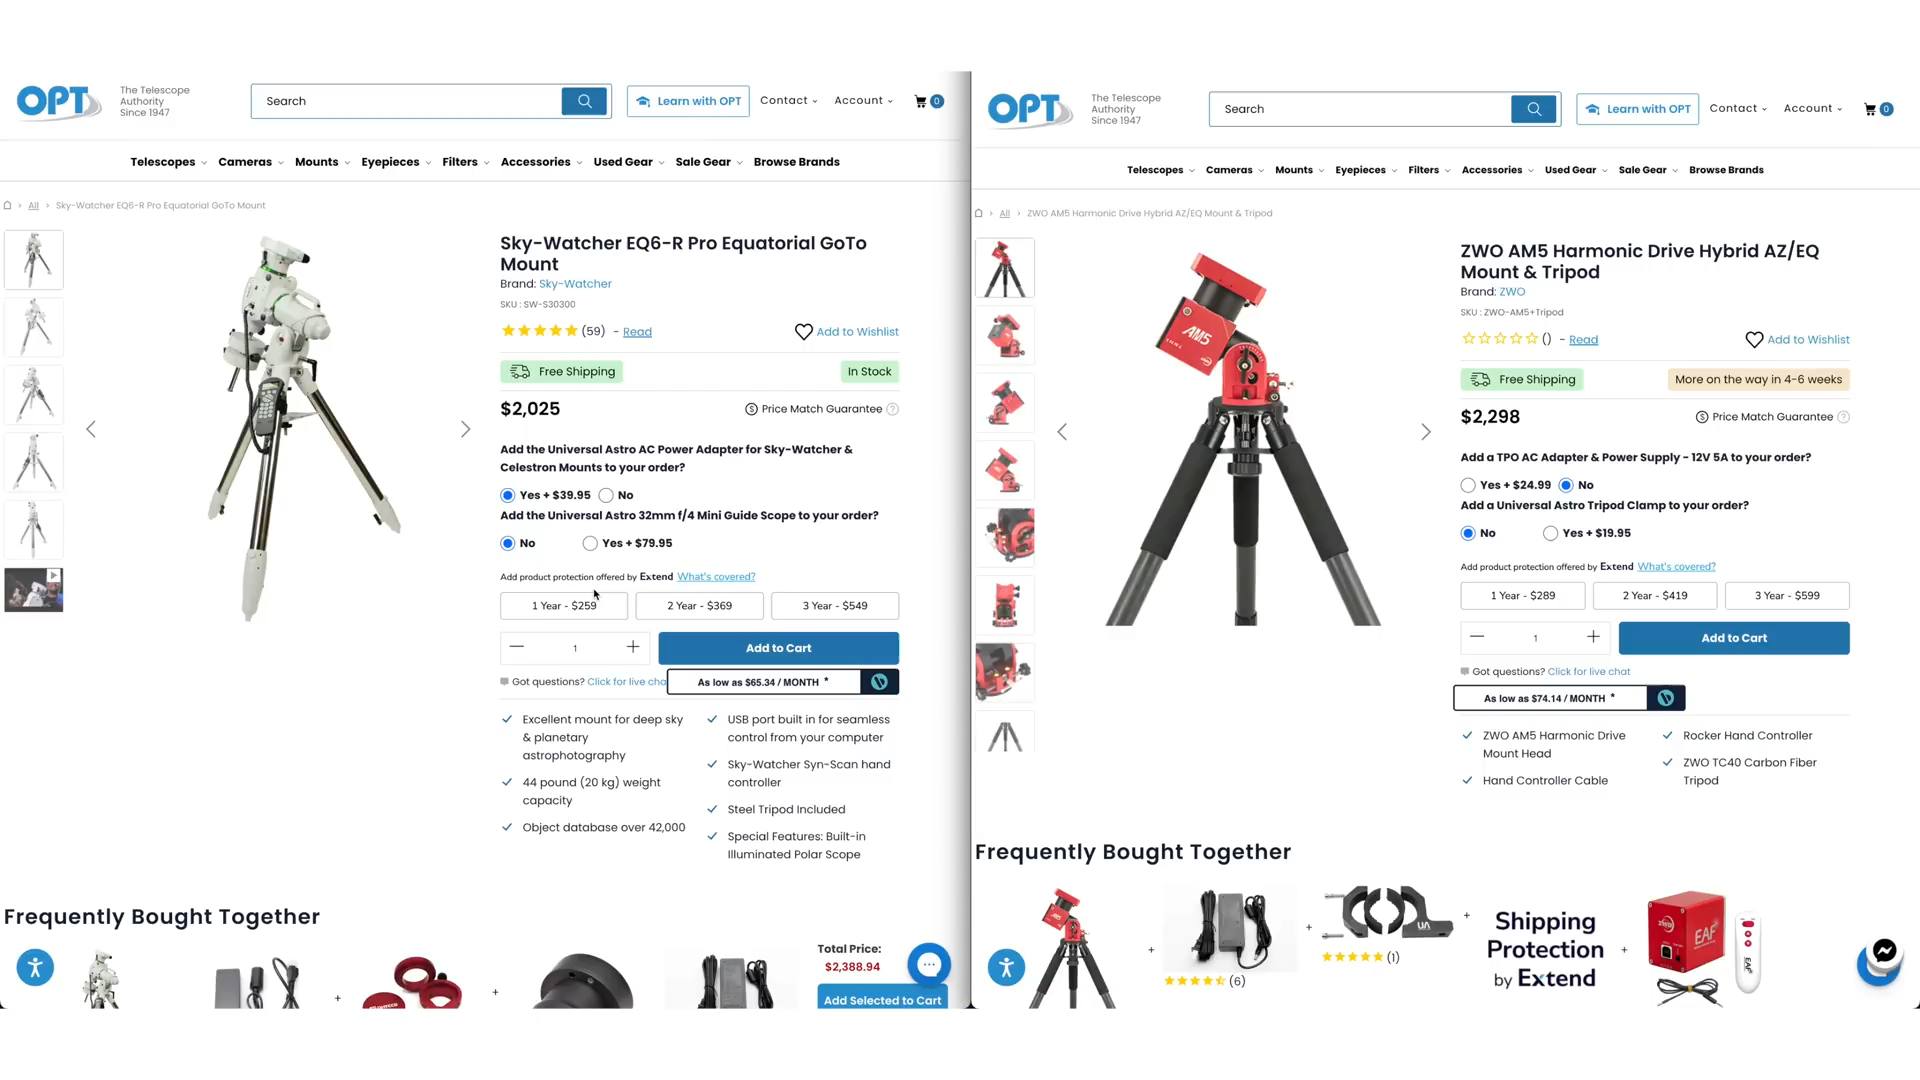 OPT
The Telescope
Authority
Since 1947
Search
Learn with OPT
Contact
Account
0
Telescopes
Cameras
Mounts
Eyepieces
Filters
Accessories
Used Gear
Sale Gear
Browse Brands
All
Sky-Watcher EQ6-R Pro Equatorial GoTo Mount
Sky-Watcher EQ6-R Pro Equatorial GoTo
Mount
Brand: Sky-Watcher
SKU : SW-S30300
(59) - Read
Add to Wishlist
Free Shipping
In Stock
$2,025
Price Match Guarantee ?
Add the Universal Astro AC Power Adapter for Sky-Watcher &
Celestron Mounts to your order?
Yes + $39.95
No
Add the Universal Astro 32mm f/4 Mini Guide Scope to your order?
No
Yes + $79.95
Add product protection offered by Extend What's covered?
1 Year - $259
2 Year - $369
3 Year - $549
1
Add to Cart
Got questions? Click for live cha
As low as $65.34 / MONTH *
Excellent mount for deep sky
& planetary
astrophotography
44 pound (20 kg) weight
capacity
Object database over 42,000
USB port built in for seamless
control from your computer
Sky-Watcher Syn-Scan hand
controller
Steel Tripod Included
Special Features: Built-in
Illuminated Polar Scope
Frequently Bought Together
+
+
Total Price:
$2,388.94
Add Selected to Cart
OPT
The Telescope
Authority
Since 1947
Search
Learn with OPT
Contact
Account
0
Telescopes
Cameras
Mounts
Eyepieces
Filters
Accessories
Used Gear
Sale Gear
Browse Brands
All
ZWO AM5 Harmonic Drive Hybrid AZ/EQ Mount & Tripod
AM5
ZWO AM5 Harmonic Drive Hybrid AZ/EQ
Mount & Tripod
Brand: ZWO
SKU : ZWO-AM5+Tripod
() - Read
Add to Wishlist
Free Shipping
More on the way in 4-6 weeks
$2,298
Price Match Guarantee ?
Add a TPO AC Adapter & Power Supply - 12V 5A to your order?
Yes + $24.99
No
Add a Universal Astro Tripod Clamp to your order?
No
Yes + $19.95
Add product protection offered by Extend What's covered?
1 Year - $289
2 Year - $419
3 Year - $599
1
Add to Cart
Got questions? Click for live chat
As low as $74.14 / MONTH *
ZWO AM5 Harmonic Drive
Mount Head
Hand Controller Cable
Rocker Hand Controller
ZWO TC40 Carbon Fiber
Tripod
Frequently Bought Together
+
(6)
+
UA
(1)
+
Shipping
Protection
by Extend
+
EAF
EAF